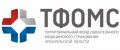 ТФОМС
ТЕРРИТОРИАЛЬНЫЙ ФОНД ОБЯЗАТЕЛЬНОГО
МЕДИЦИНСКОГО СТРАХОВАНИЯ
АРХАНГЕЛЬСКОЙ ОБЛАСТИ